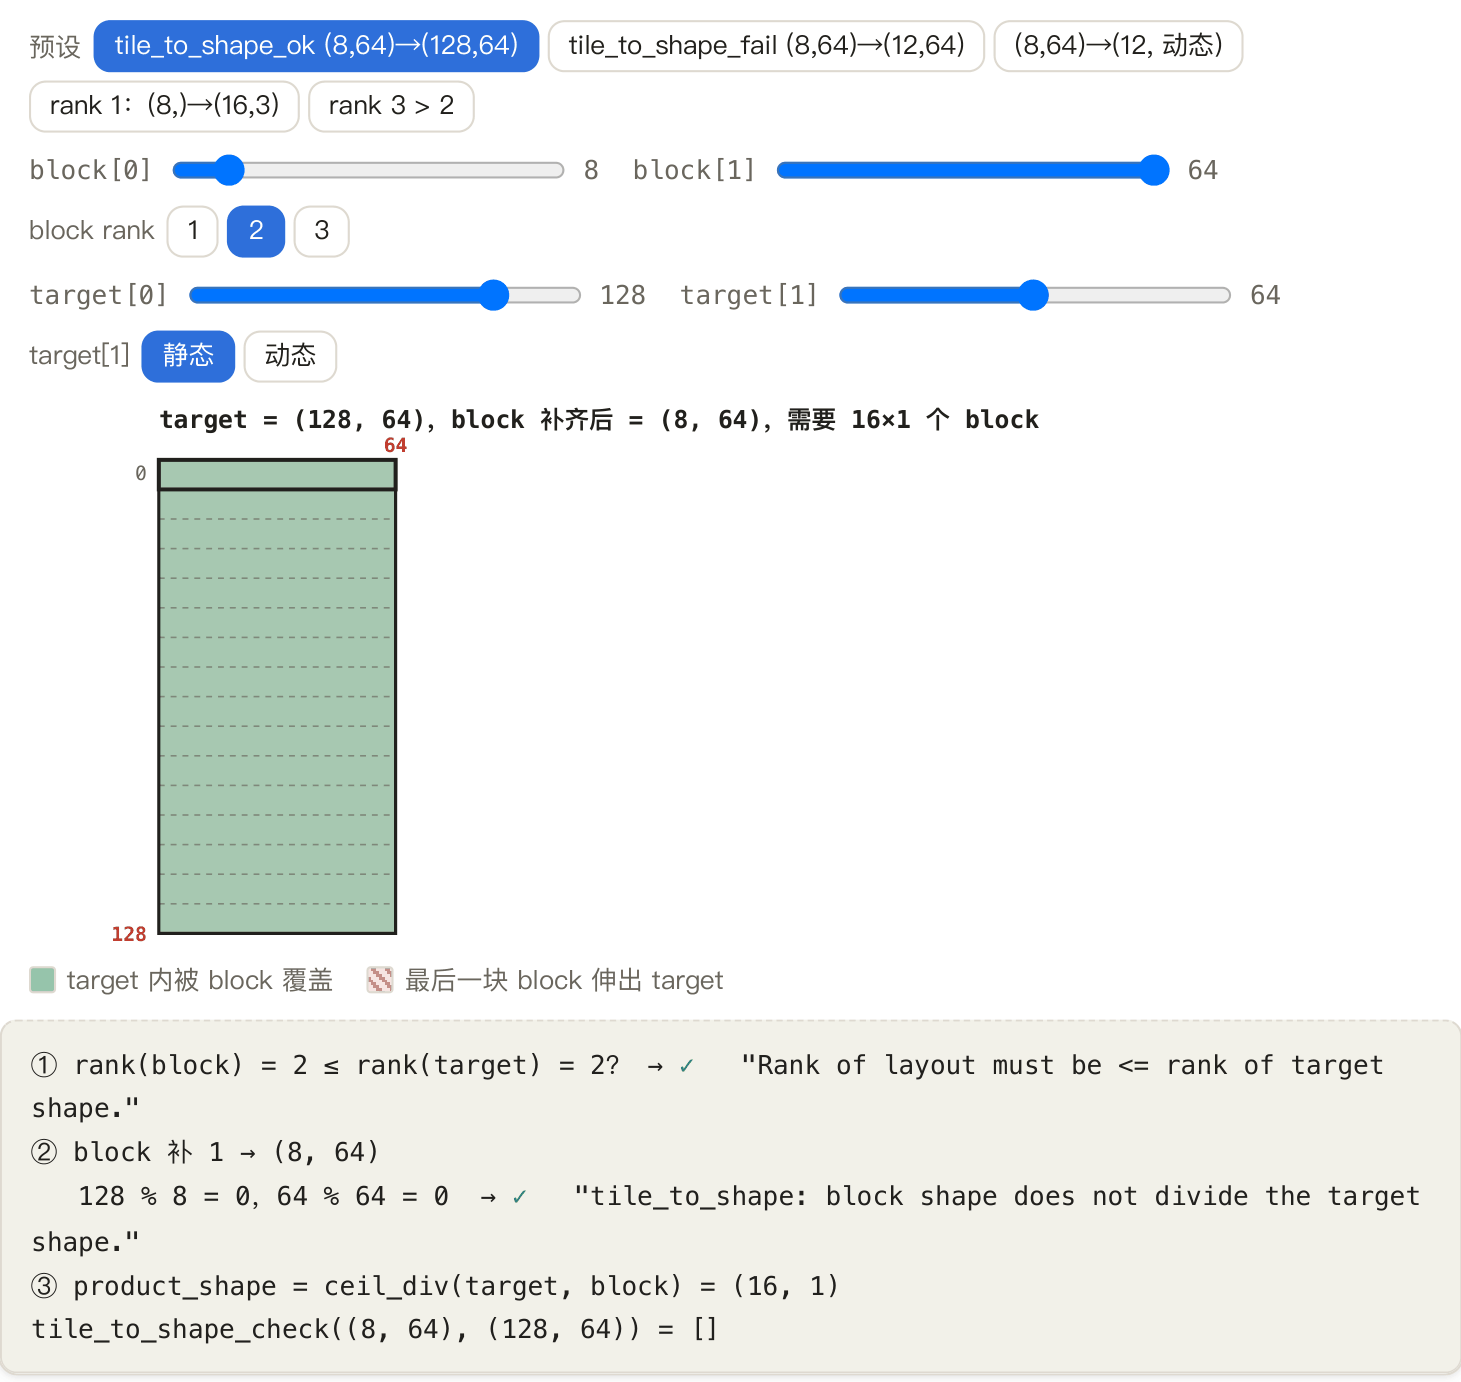 预设 tile_to_shape_ok (8,64)→(128,64) tile_to_shape_fail (8,64)→(12,64) (8,64)→(12, 动态)
rank 1：(8,)→(16,3) rank 3 > 2
block[0] 8 block[1] 64
block rank 1 2 3
target[0] 128 target[1] 64
target[1] 静态 动态
target = (128, 64)，block 补齐后 = (8, 64)，需要 16×1 个 block
64
0
128
target 内被 block 覆盖 最后一块 block 伸出 target
① rank(block) = 2 ≤ rank(target) = 2? → ✓ "Rank of layout must be <= rank of target
shape."
② block 补 1 → (8, 64)
128 % 8 = 0，64 % 64 = 0 → ✓ "tile_to_shape: block shape does not divide the target
shape."
③ product_shape = ceil_div(target, block) = (16, 1)
tile_to_shape_check((8, 64), (128, 64)) = []